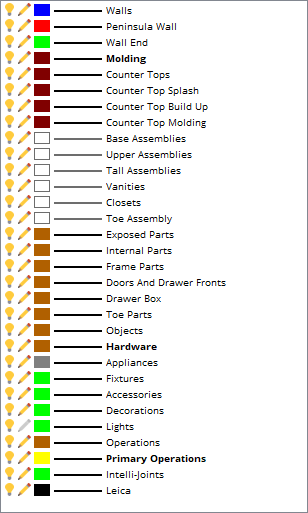 Walls
Peninsula Wall
Wall End
Molding
Counter Tops
Counter Top Splash
Counter Top Build Up
Counter Top Molding
Base Assemblies
Upper Assemblies
Tall Assemblies
Vanities
Closets
Toe Assembly
Exposed Parts
Internal Parts
Frame Parts
Doors And Drawer Fronts
Drawer Box
Toe Parts
Objects
Hardware
Appliances
Fixtures
Accessories
Decorations
Lights
Operations
Primary Operations
Intelli-Joints
Leica